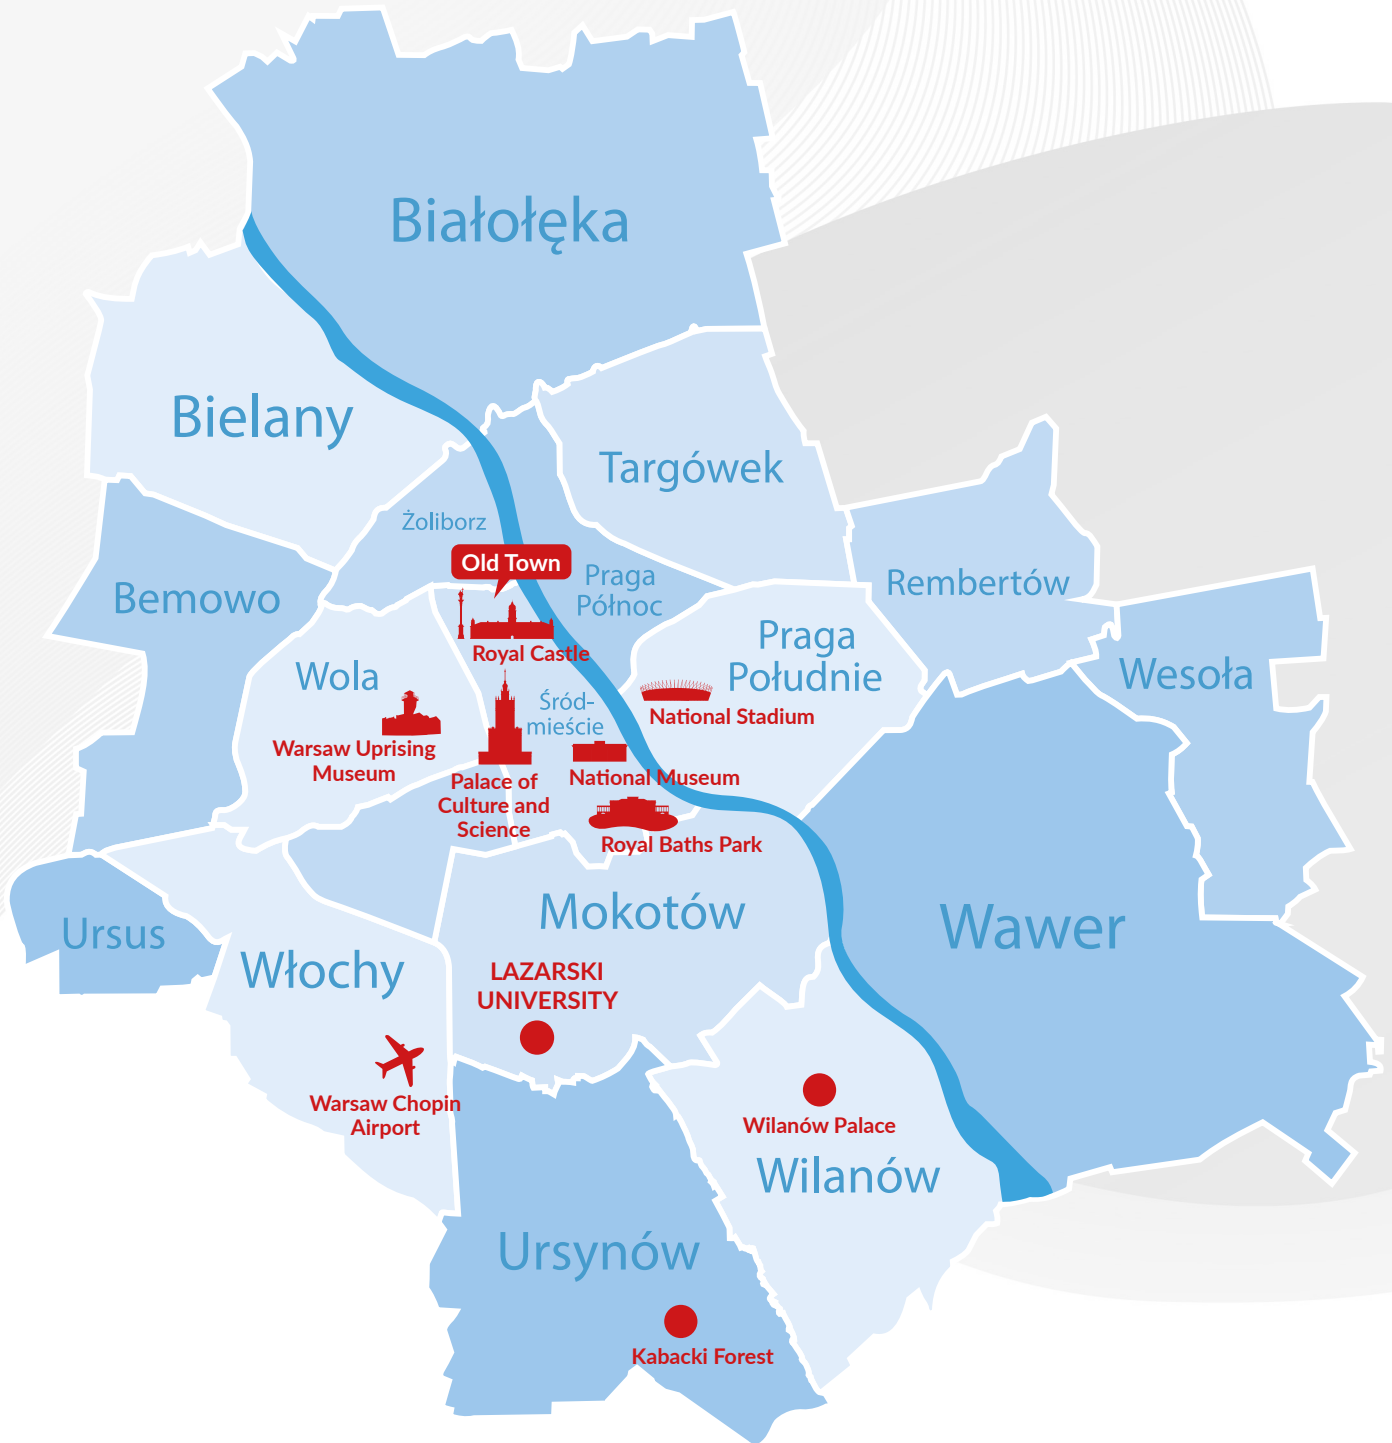 Białołęka
Bielany
Targówek
Żoliborz
Old Town
Praga
Północ
Rembertów
Bemowo
Praga
Południe
Royal Castle
Wola
Wesoła
Śród-
mieście
National Stadium
Warsaw Uprising
Museum
Palace of
Culture and
Science
National Museum
Royal Baths Park
Mokotów
Wawer
Ursus
Włochy
LAZARSKI
UNIVERSITY
Warsaw Chopin
Airport
Wilanów Palace
Wilanów
Ursynów
Kabacki Forest